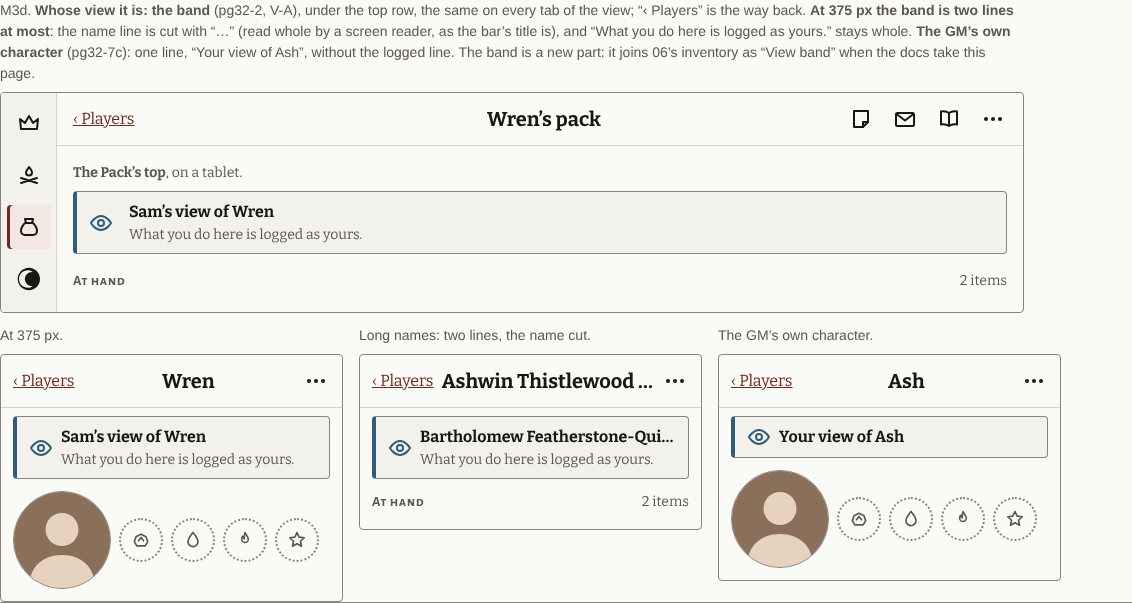 M3d. Whose view it is: the band (pg32-2, V-A), under the top row, the same on every tab of the view; “‹ Players” is the way back. At 375 px the band is two lines
at most: the name line is cut with “…” (read whole by a screen reader, as the bar’s title is), and “What you do here is logged as yours.” stays whole. The GM’s own
character (pg32-7c): one line, “Your view of Ash”, without the logged line. The band is a new part: it joins 06’s inventory as “View band” when the docs take this
page.
‹ Players
Wren’s pack
The Pack’s top, on a tablet.
Sam’s view of Wren
What you do here is logged as yours.
At hand
2 items
At 375 px.
‹ Players
Wren
Sam’s view of Wren
What you do here is logged as yours.
Long names: two lines, the name cut.
‹ Players
Ashwin Thistlewood …
Bartholomew Featherstone-Qui…
What you do here is logged as yours.
At hand
2 items
The GM’s own character.
‹ Players
Ash
Your view of Ash